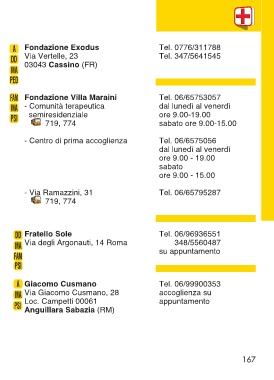 A Fondazione Exodus Tel. 0776/311788
DD Via Vertelle, 23 Tel. 347/5641545
INA 03043 Cassino (FR)
PED
FAM Fondazione Villa Maraini Tel. 06/65753057
INA - Comunità terapeutica dal lunedì al venerdì
PSI semiresidenziale ore 9.00-19.00
719, 774 sabato ore 9.00-15.00
- Centro di prima accoglienza Tel. 06/6575056
dal lunedì al venerdì
ore 9.00 - 19.00
sabato
ore 9.00 - 15.00
- Via Ramazzini, 31 Tel. 06/65795287
719, 774
DD Fratello Sole Tel. 06/96936551
INA Via degli Argonauti, 14 Roma 348/5560487
FAM su appuntamento
PSI
A Giacomo Cusmano Tel. 06/99900353
INA Via Giacomo Cusmano, 28 accoglienza su
PSI Loc. Campetti 00061 appuntamento
Anguillara Sabazia (RM)
167